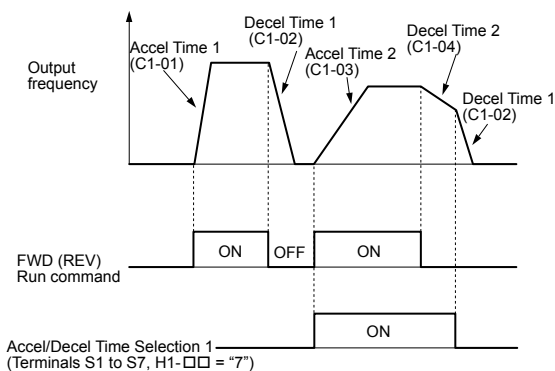 Decel Time 1
(C1-02)
Decel Time 2
(C1-04)
Accel Time 1
(C1-01)
Accel Time 2
(C1-03)
Output
frequency
Decel Time 1
(C1-02)
ON
OFF
ON
FWD (REV)
Run command
ON
Accel/Decel Time Selection 1
(Terminals S1 to S7, H1-□□ = “7”)